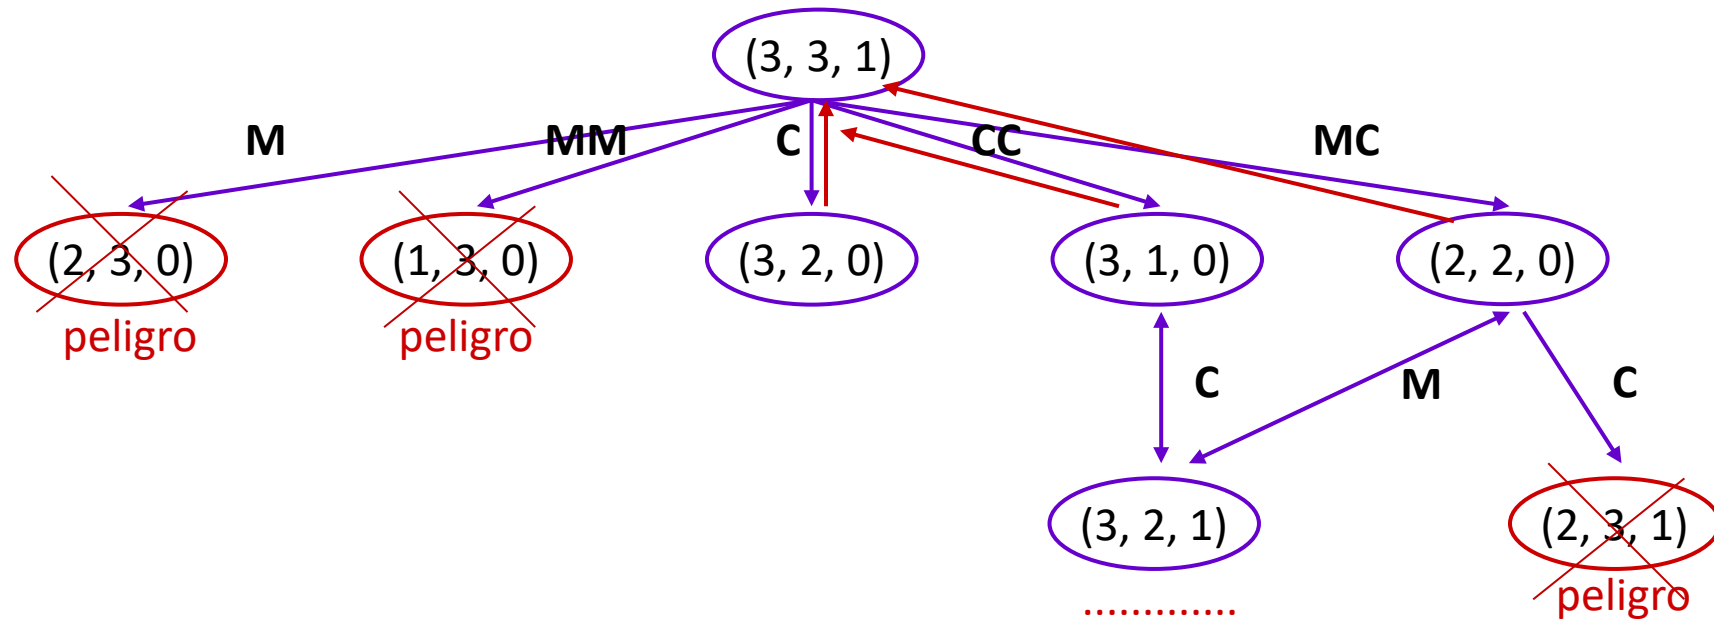 (3, 3, 1)
M MM C CC MC
(2, 3, 0) (1, 3, 0) (3, 2, 0) (3, 1, 0) (2, 2, 0)
peligro peligro
C M C
(3, 2, 1) (2, 3, 1)
............. peligro